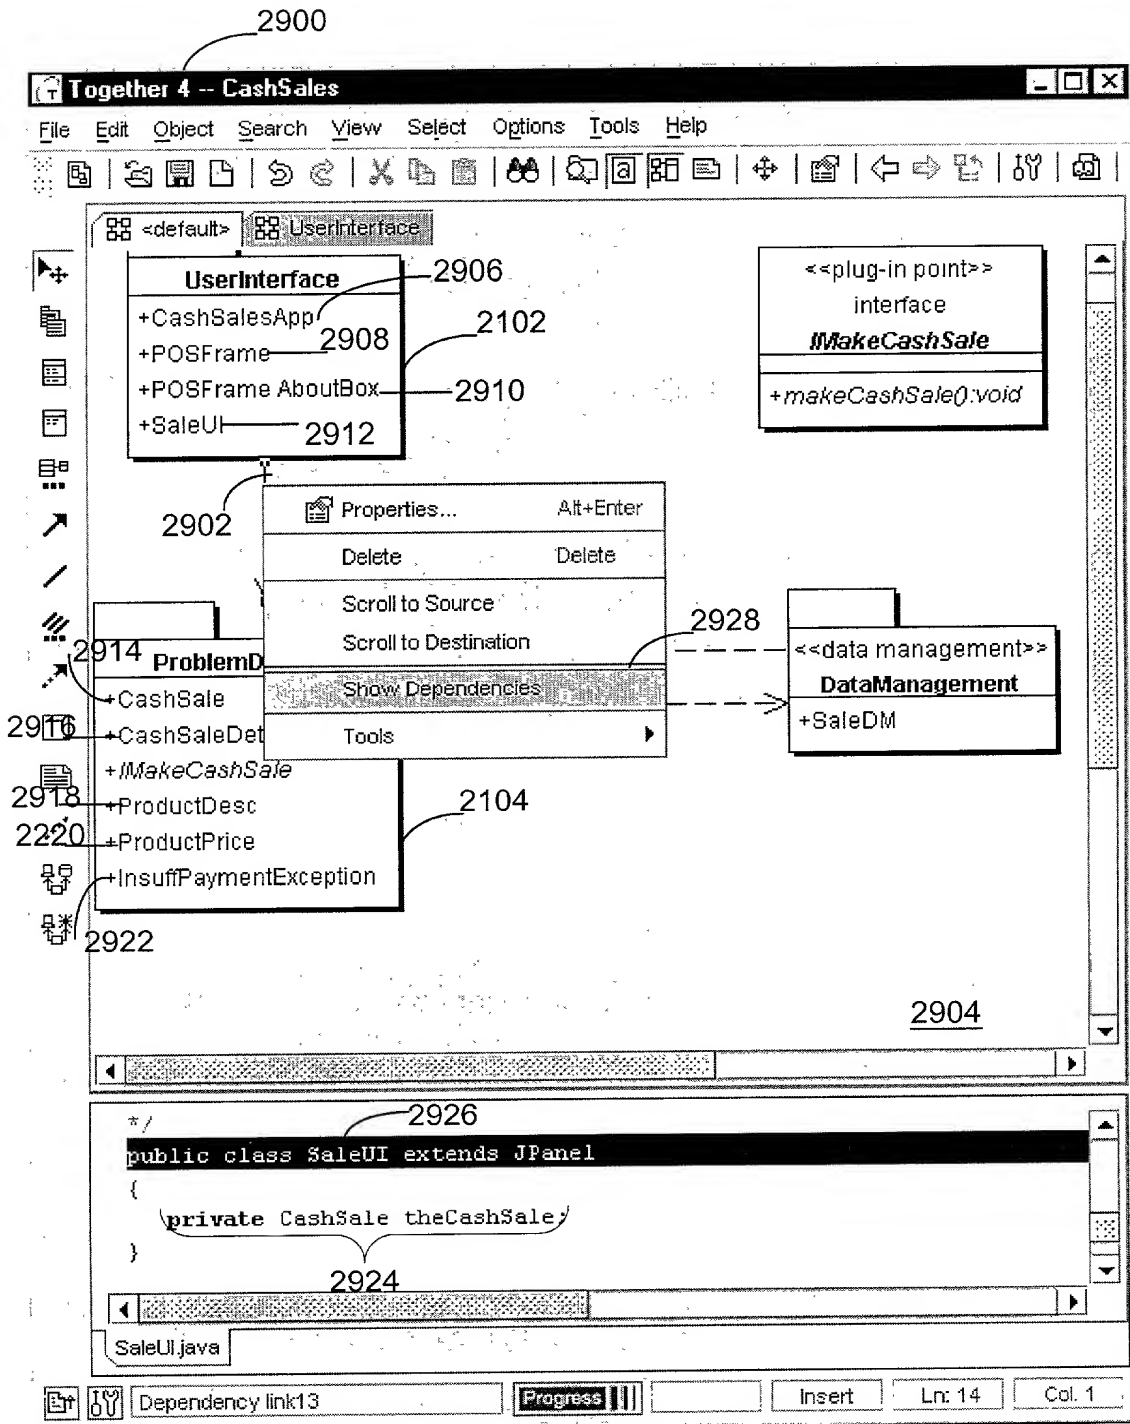 2900
Together 4 -- CashSales
File Edit Object Search View Select Options Tools Help
<default> UserInterface
UserInterface 2906
+CashSalesApp
2102
+POSFrame 2908
+POSFrame AboutBox 2910
+SaleUI 2912
<<plug-in point>>
interface
IMakeCashSale
+makeCashSale():void
2902
Properties... Alt+Enter
Delete Delete
Scroll to Source
Scroll to Destination
2928
Show Dependencies
Tools
<<data management>>
DataManagement
+SaleDM
2914 ProblemD
+CashSale
2916 +CashSaleDet
+IMakeCashSale
2918 +ProductDesc 2104
2220 +ProductPrice
+InsuffPaymentException
2922
2904
2926
*/
public class SaleUI extends JPanel
{
private CashSale theCashSale;
}
2924
SaleUI.java
Dependency link13 Progress Insert Ln: 14 Col. 1